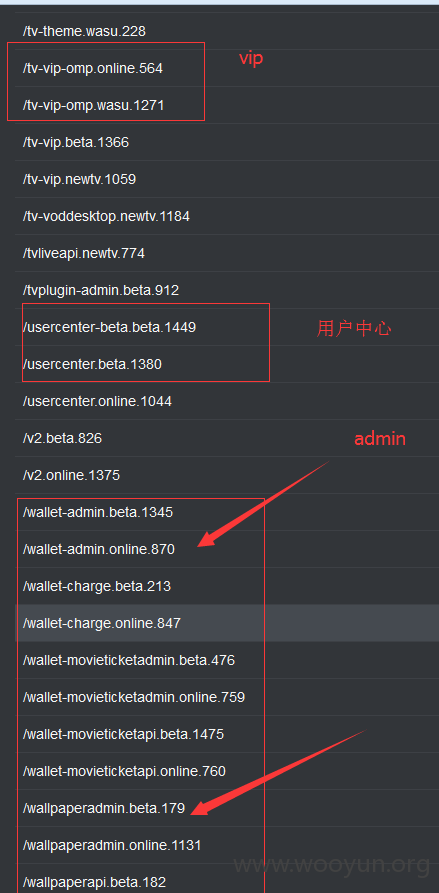 /tv-theme.wasu.228
/tv-vip-omp.online.564
vip
/tv-vip-omp.wasu.1271
/tv-vip.beta.1366
/tv-vip.newtv.1059
/tv-voddesktop.newtv.1184
/tvliveapi.newtv.774
/tvplugin-admin.beta.912
/usercenter-beta.beta.1449
用户中心
/usercenter.beta.1380
/usercenter.online.1044
/v2.beta.826
admin
/v2.online.1375
/wallet-admin.beta.1345
/wallet-admin.online.870
/wallet-charge.beta.213
/wallet-charge.online.847
/wallet-movieticketadmin.beta.476
/wallet-movieticketadmin.online.759
/wallet-movieticketapi.beta.1475
/wallet-movieticketapi.online.760
/wallpaperadmin.beta.179
/wallpaperadmin.online.1131
www.wooyun.org
/wallpaperapi.beta.182